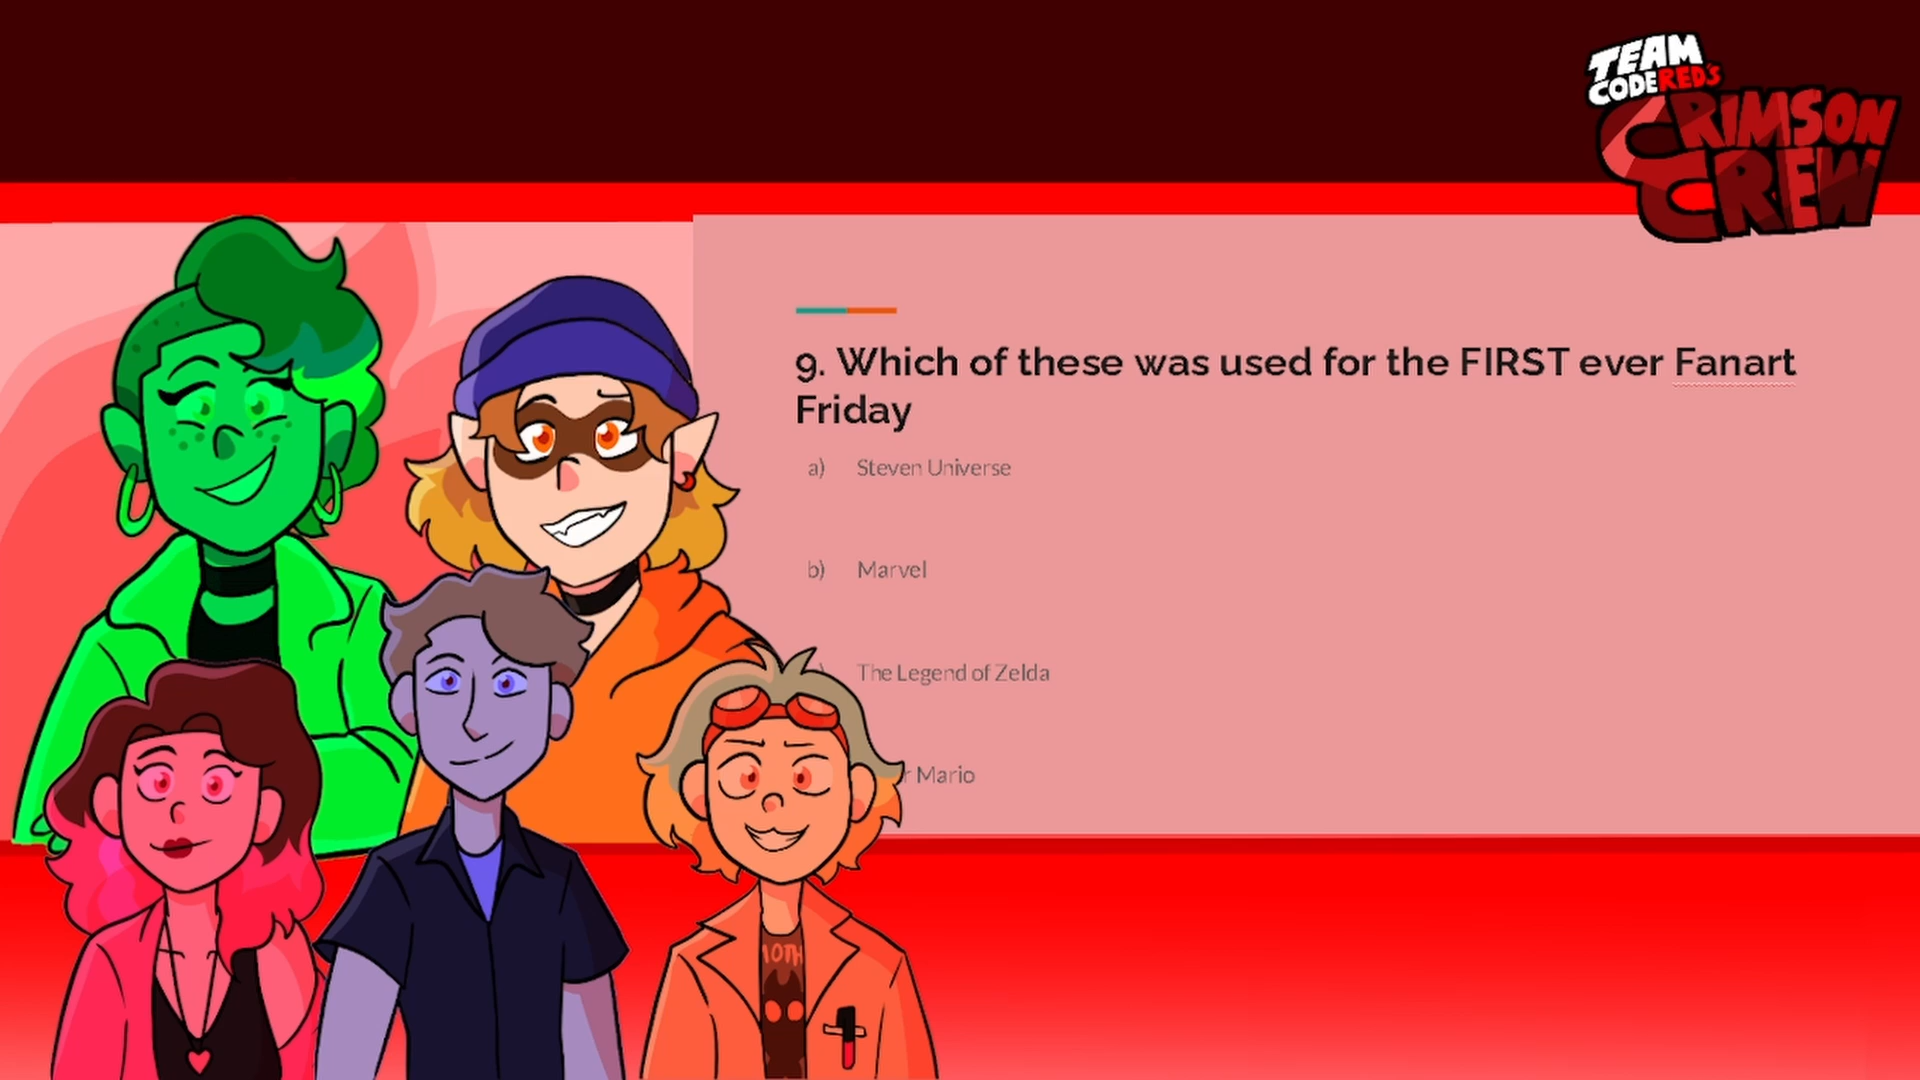 TEAM
CODE RED'S
CRIMSON
CREW
9. Which of these was used for the FIRST ever Fanart
Friday
a) Steven Universe
b) Marvel
The Legend of Zelda
Mario